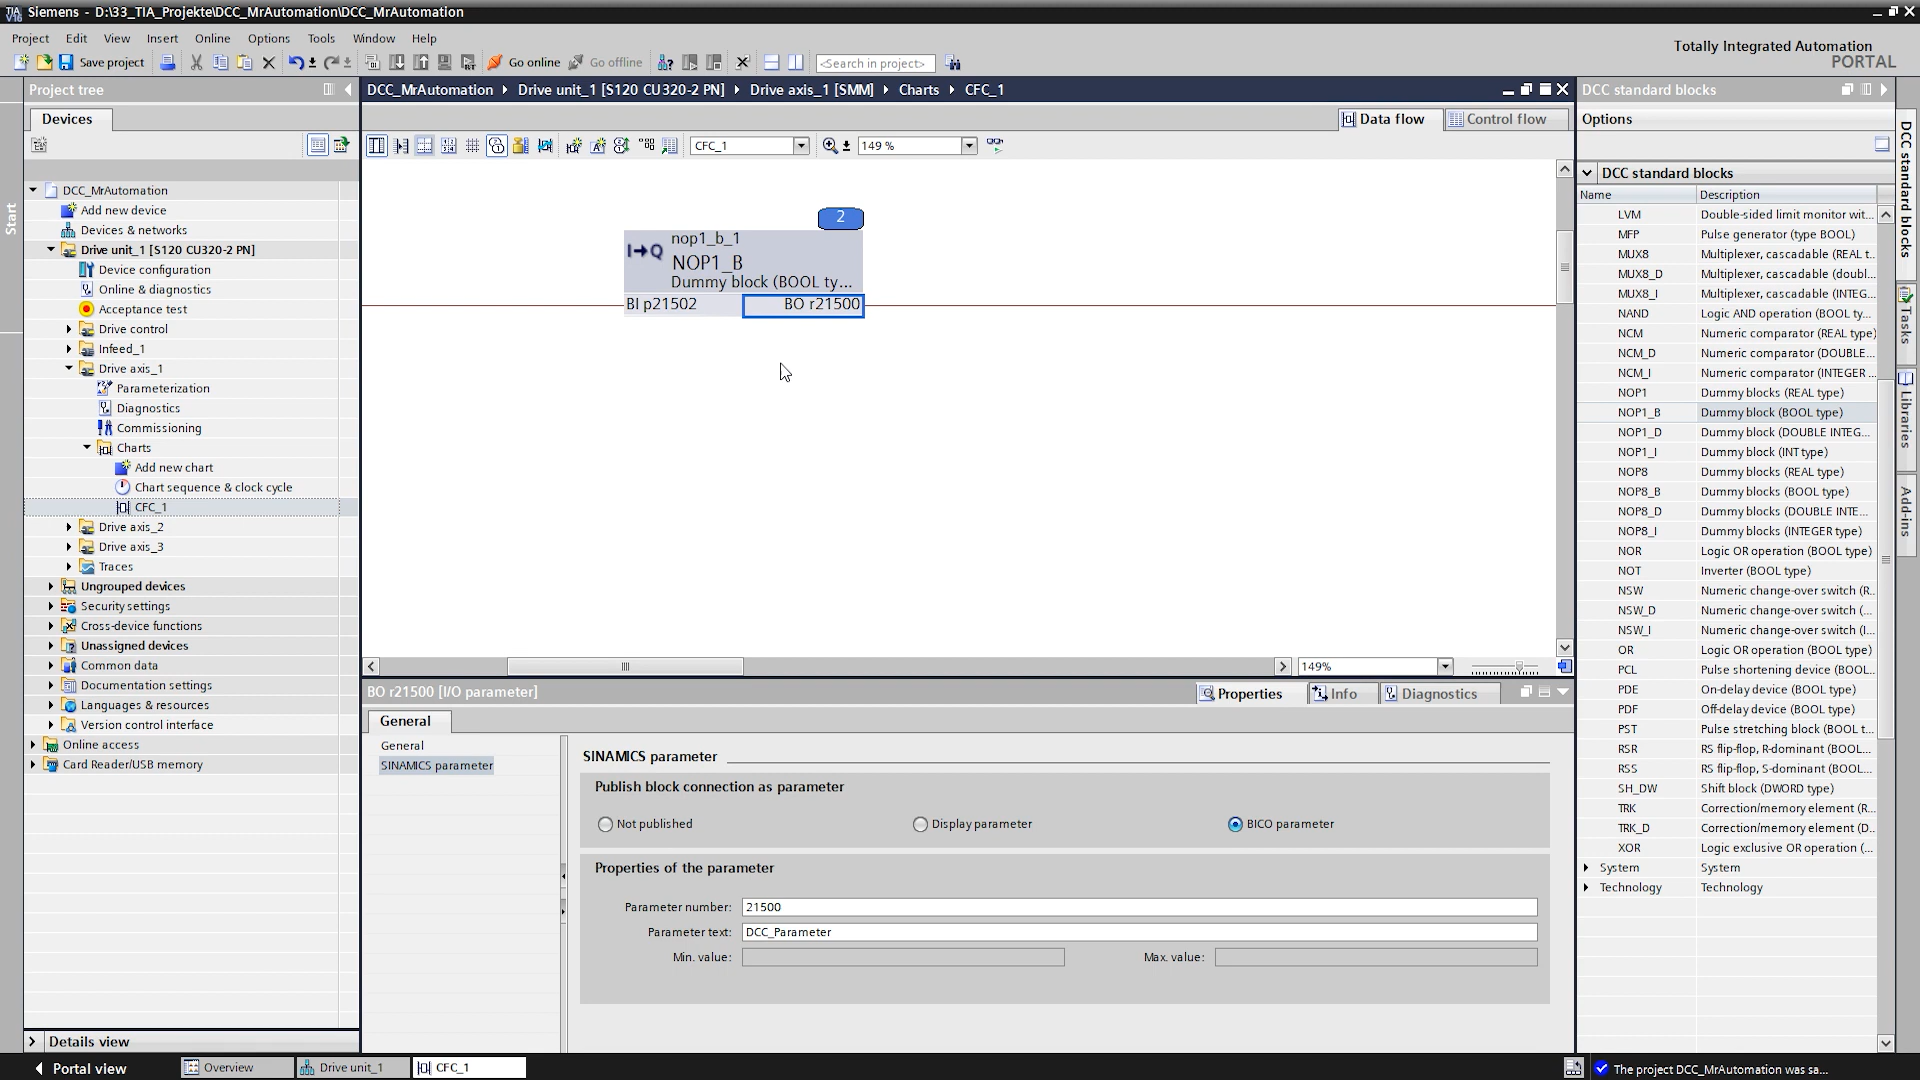 Siemens - D:\33_TIA_Projekte\DCC_MrAutomation\DCC_MrAutomation
Project Edit View Insert Online Options Tools Window Help
Totally Integrated Automation
PORTAL
Save project Go online Go offline <Search in project>
Project tree
DCC_MrAutomation Drive unit_1 [S120 CU320-2 PN] Drive axis_1 [SMM] Charts CFC_1
DCC standard blocks
Devices
Data flow Control flow
Options
CFC_1 149 %
Start
DCC_MrAutomation
Add new device
Devices & networks
Drive unit_1 [S120 CU320-2 PN]
Device configuration
Online & diagnostics
Acceptance test
Drive control
Infeed_1
Drive axis_1
Parameterization
Diagnostics
Commissioning
Charts
Add new chart
Chart sequence & clock cycle
CFC_1
Drive axis_2
Drive axis_3
Traces
Ungrouped devices
Security settings
Cross-device functions
Unassigned devices
Common data
Documentation settings
Languages & resources
Version control interface
Online access
Card Reader/USB memory
Details view
2
nop1_b_1
I➔Q
NOP1_B
Dummy block (BOOL ty...
BI p21502 BO r21500
149%
BO r21500 [I/O parameter]
Properties Info Diagnostics
General
General
SINAMICS parameter
SINAMICS parameter
Publish block connection as parameter
Not published Display parameter BICO parameter
Properties of the parameter
Parameter number: 21500
Parameter text: DCC_Parameter
Min. value: Max. value:
DCC standard blocks
Name Description
LVM Double-sided limit monitor wit...
MFP Pulse generator (type BOOL)
MUX8 Multiplexer, cascadable (REAL t...
MUX8_D Multiplexer, cascadable (doubl...
MUX8_I Multiplexer, cascadable (INTEG...
NAND Logic AND operation (BOOL ty...
NCM Numeric comparator (REAL type)
NCM_D Numeric comparator (DOUBLE...
NCM_I Numeric comparator (INTEGER ...
NOP1 Dummy blocks (REAL type)
NOP1_B Dummy block (BOOL type)
NOP1_D Dummy block (DOUBLE INTEG...
NOP1_I Dummy block (INT type)
NOP8 Dummy blocks (REAL type)
NOP8_B Dummy blocks (BOOL type)
NOP8_D Dummy blocks (DOUBLE INTE...
NOP8_I Dummy blocks (INTEGER type)
NOR Logic OR operation (BOOL type)
NOT Inverter (BOOL type)
NSW Numeric change-over switch (R...
NSW_D Numeric change-over switch (...
NSW_I Numeric change-over switch (I...
OR Logic OR operation (BOOL type)
PCL Pulse shortening device (BOOL...
PDE On-delay device (BOOL type)
PDF Off-delay device (BOOL type)
PST Pulse stretching block (BOOL t...
RSR RS flip-flop, R-dominant (BOOL...
RSS RS flip-flop, S-dominant (BOOL...
SH_DW Shift block (DWORD type)
TRK Correction/memory element (R...
TRK_D Correction/memory element (D...
XOR Logic exclusive OR operation (...
System System
Technology Technology
DCC standard blocks
Tasks
Libraries
Add-ins
Portal view Overview Drive unit_1 CFC_1
The project DCC_MrAutomation was sa...